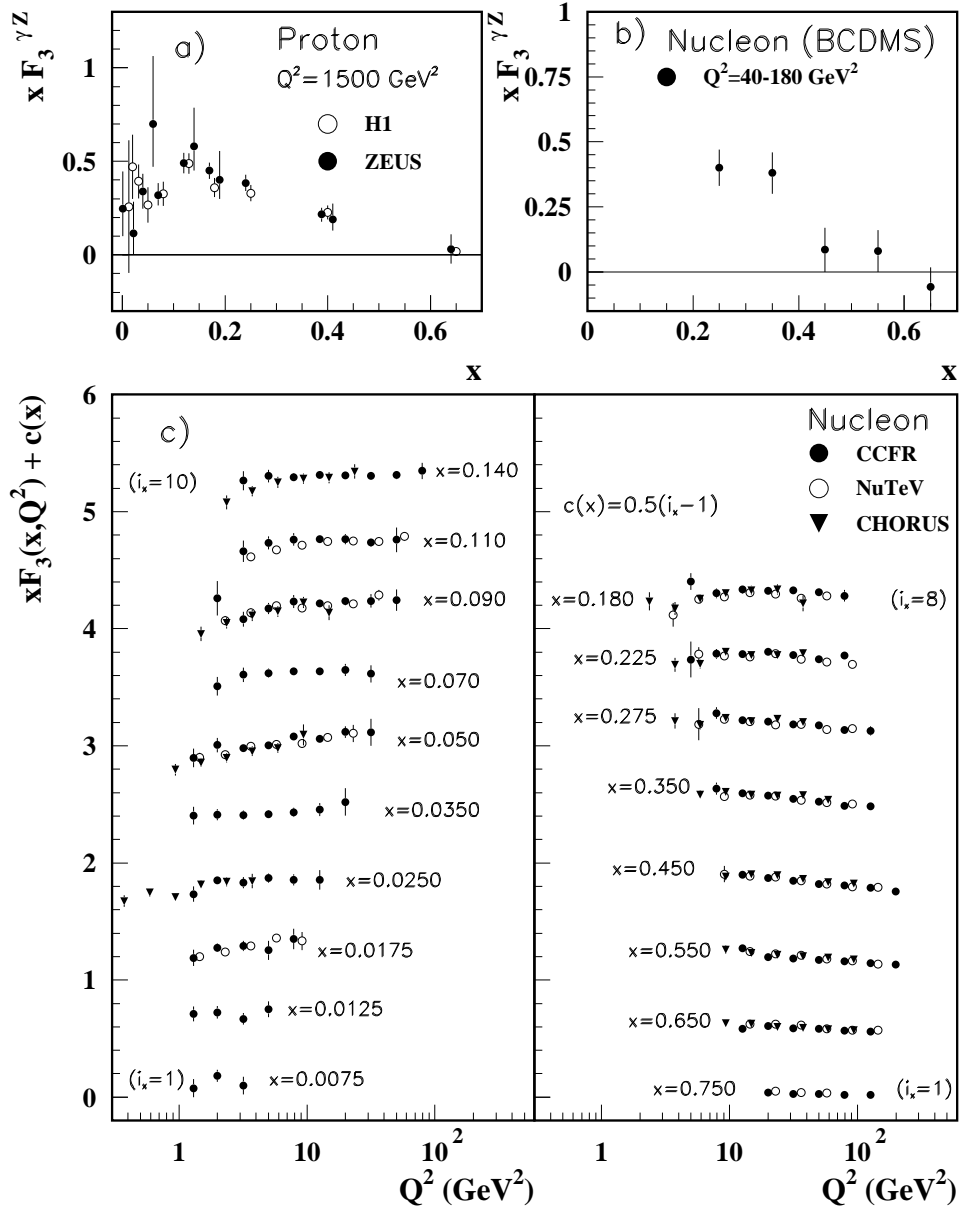 x F₃ γZ
a)
Proton
Q²=1500 GeV²
H1
ZEUS
1
0.5
0
0
0.2
0.4
0.6
x
x F₃ γZ
b)
Nucleon (BCDMS)
Q²=40-180 GeV²
1
0.75
0.5
0.25
0
0
0.2
0.4
0.6
x
xF₃(x,Q²) + c(x)
6
5
4
3
2
1
0
c)
(iₓ=10)
x=0.140
x=0.110
x=0.090
x=0.070
x=0.050
x=0.0350
x=0.0250
x=0.0175
x=0.0125
(iₓ=1)
x=0.0075
1
10
10²
Q² (GeV²)
Nucleon
CCFR
NuTeV
CHORUS
c(x)=0.5(iₓ−1)
x=0.180
(iₓ=8)
x=0.225
x=0.275
x=0.350
x=0.450
x=0.550
x=0.650
x=0.750
(iₓ=1)
1
10
10²
Q² (GeV²)